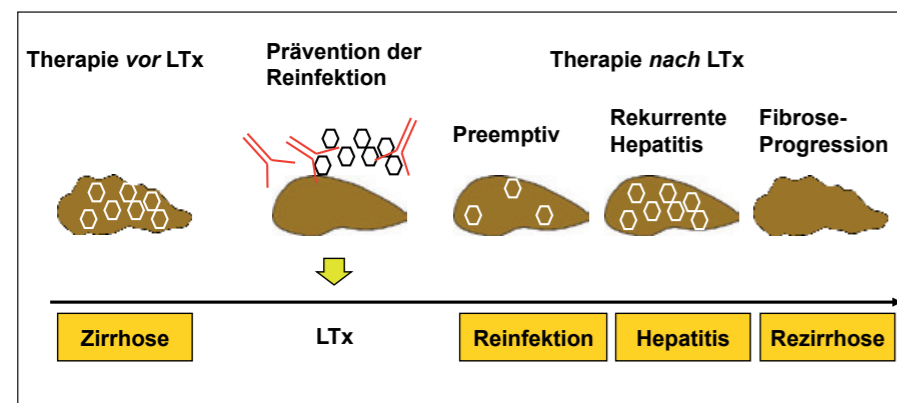 Therapie vor LTx
Prävention der
Reinfektion
Therapie nach LTx
Preemptiv
Rekurrente
Hepatitis
Fibrose-
Progression
Zirrhose
LTx
Reinfektion
Hepatitis
Rezirrhose